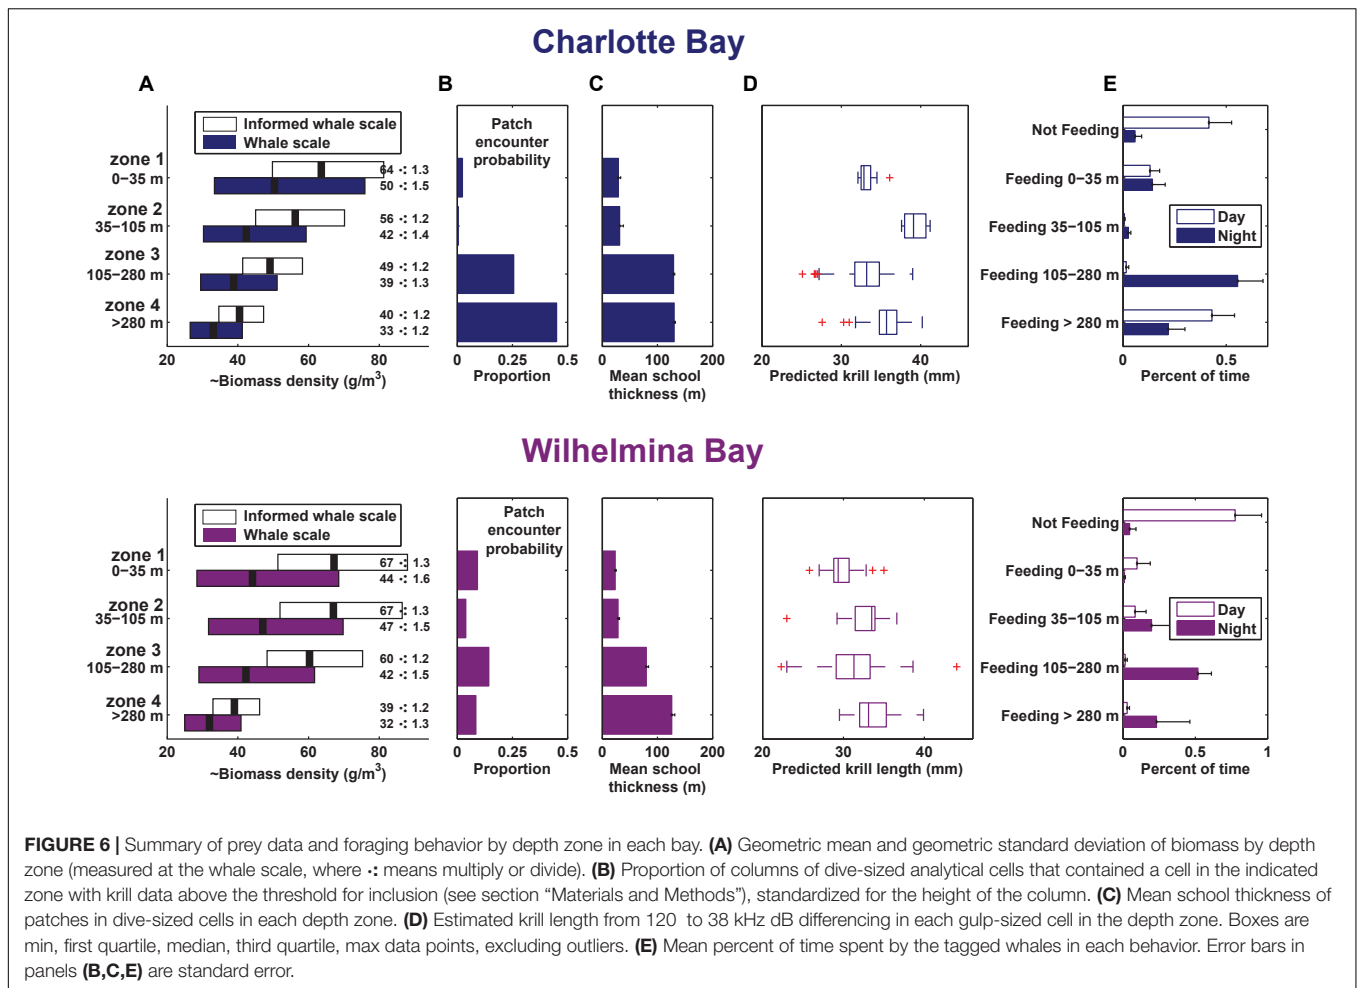 Charlotte Bay
A
B
C
D
E
Informed whale scale
Whale scale
zone 1
0–35 m
zone 2
35–105 m
zone 3
105–280 m
zone 4
>280 m
64 ·: 1.3
50 ·: 1.5
56 ·: 1.2
42 ·: 1.4
49 ·: 1.2
39 ·: 1.3
40 ·: 1.2
33 ·: 1.2
20 40 60 80
~Biomass density (g/m³)
Patch
encounter
probability
0 0.25 0.5
Proportion
0 100 200
Mean school
thickness (m)
20 30 40
Predicted krill length (mm)
Not Feeding
Feeding 0–35 m
Feeding 35–105 m
Feeding 105–280 m
Feeding > 280 m
Day
Night
0 0.5
Percent of time
Wilhelmina Bay
Informed whale scale
Whale scale
zone 1
0–35 m
zone 2
35–105 m
zone 3
105–280 m
zone 4
>280 m
67 ·: 1.3
44 ·: 1.6
67 ·: 1.3
47 ·: 1.5
60 ·: 1.2
42 ·: 1.5
39 ·: 1.2
32 ·: 1.3
20 40 60 80
~Biomass density (g/m³)
Patch
encounter
probability
0 0.25 0.5
Proportion
0 100 200
Mean school
thickness (m)
20 30 40
Predicted krill length (mm)
Not Feeding
Feeding 0–35 m
Feeding 35–105 m
Feeding 105–280 m
Feeding > 280 m
Day
Night
0 0.5 1
Percent of time
FIGURE 6 | Summary of prey data and foraging behavior by depth zone in each bay. (A) Geometric mean and geometric standard deviation of biomass by depth
zone (measured at the whale scale, where ·: means multiply or divide). (B) Proportion of columns of dive-sized analytical cells that contained a cell in the indicated
zone with krill data above the threshold for inclusion (see section “Materials and Methods”), standardized for the height of the column. (C) Mean school thickness of
patches in dive-sized cells in each depth zone. (D) Estimated krill length from 120 to 38 kHz dB differencing in each gulp-sized cell in the depth zone. Boxes are
min, first quartile, median, third quartile, max data points, excluding outliers. (E) Mean percent of time spent by the tagged whales in each behavior. Error bars in
panels (B,C,E) are standard error.